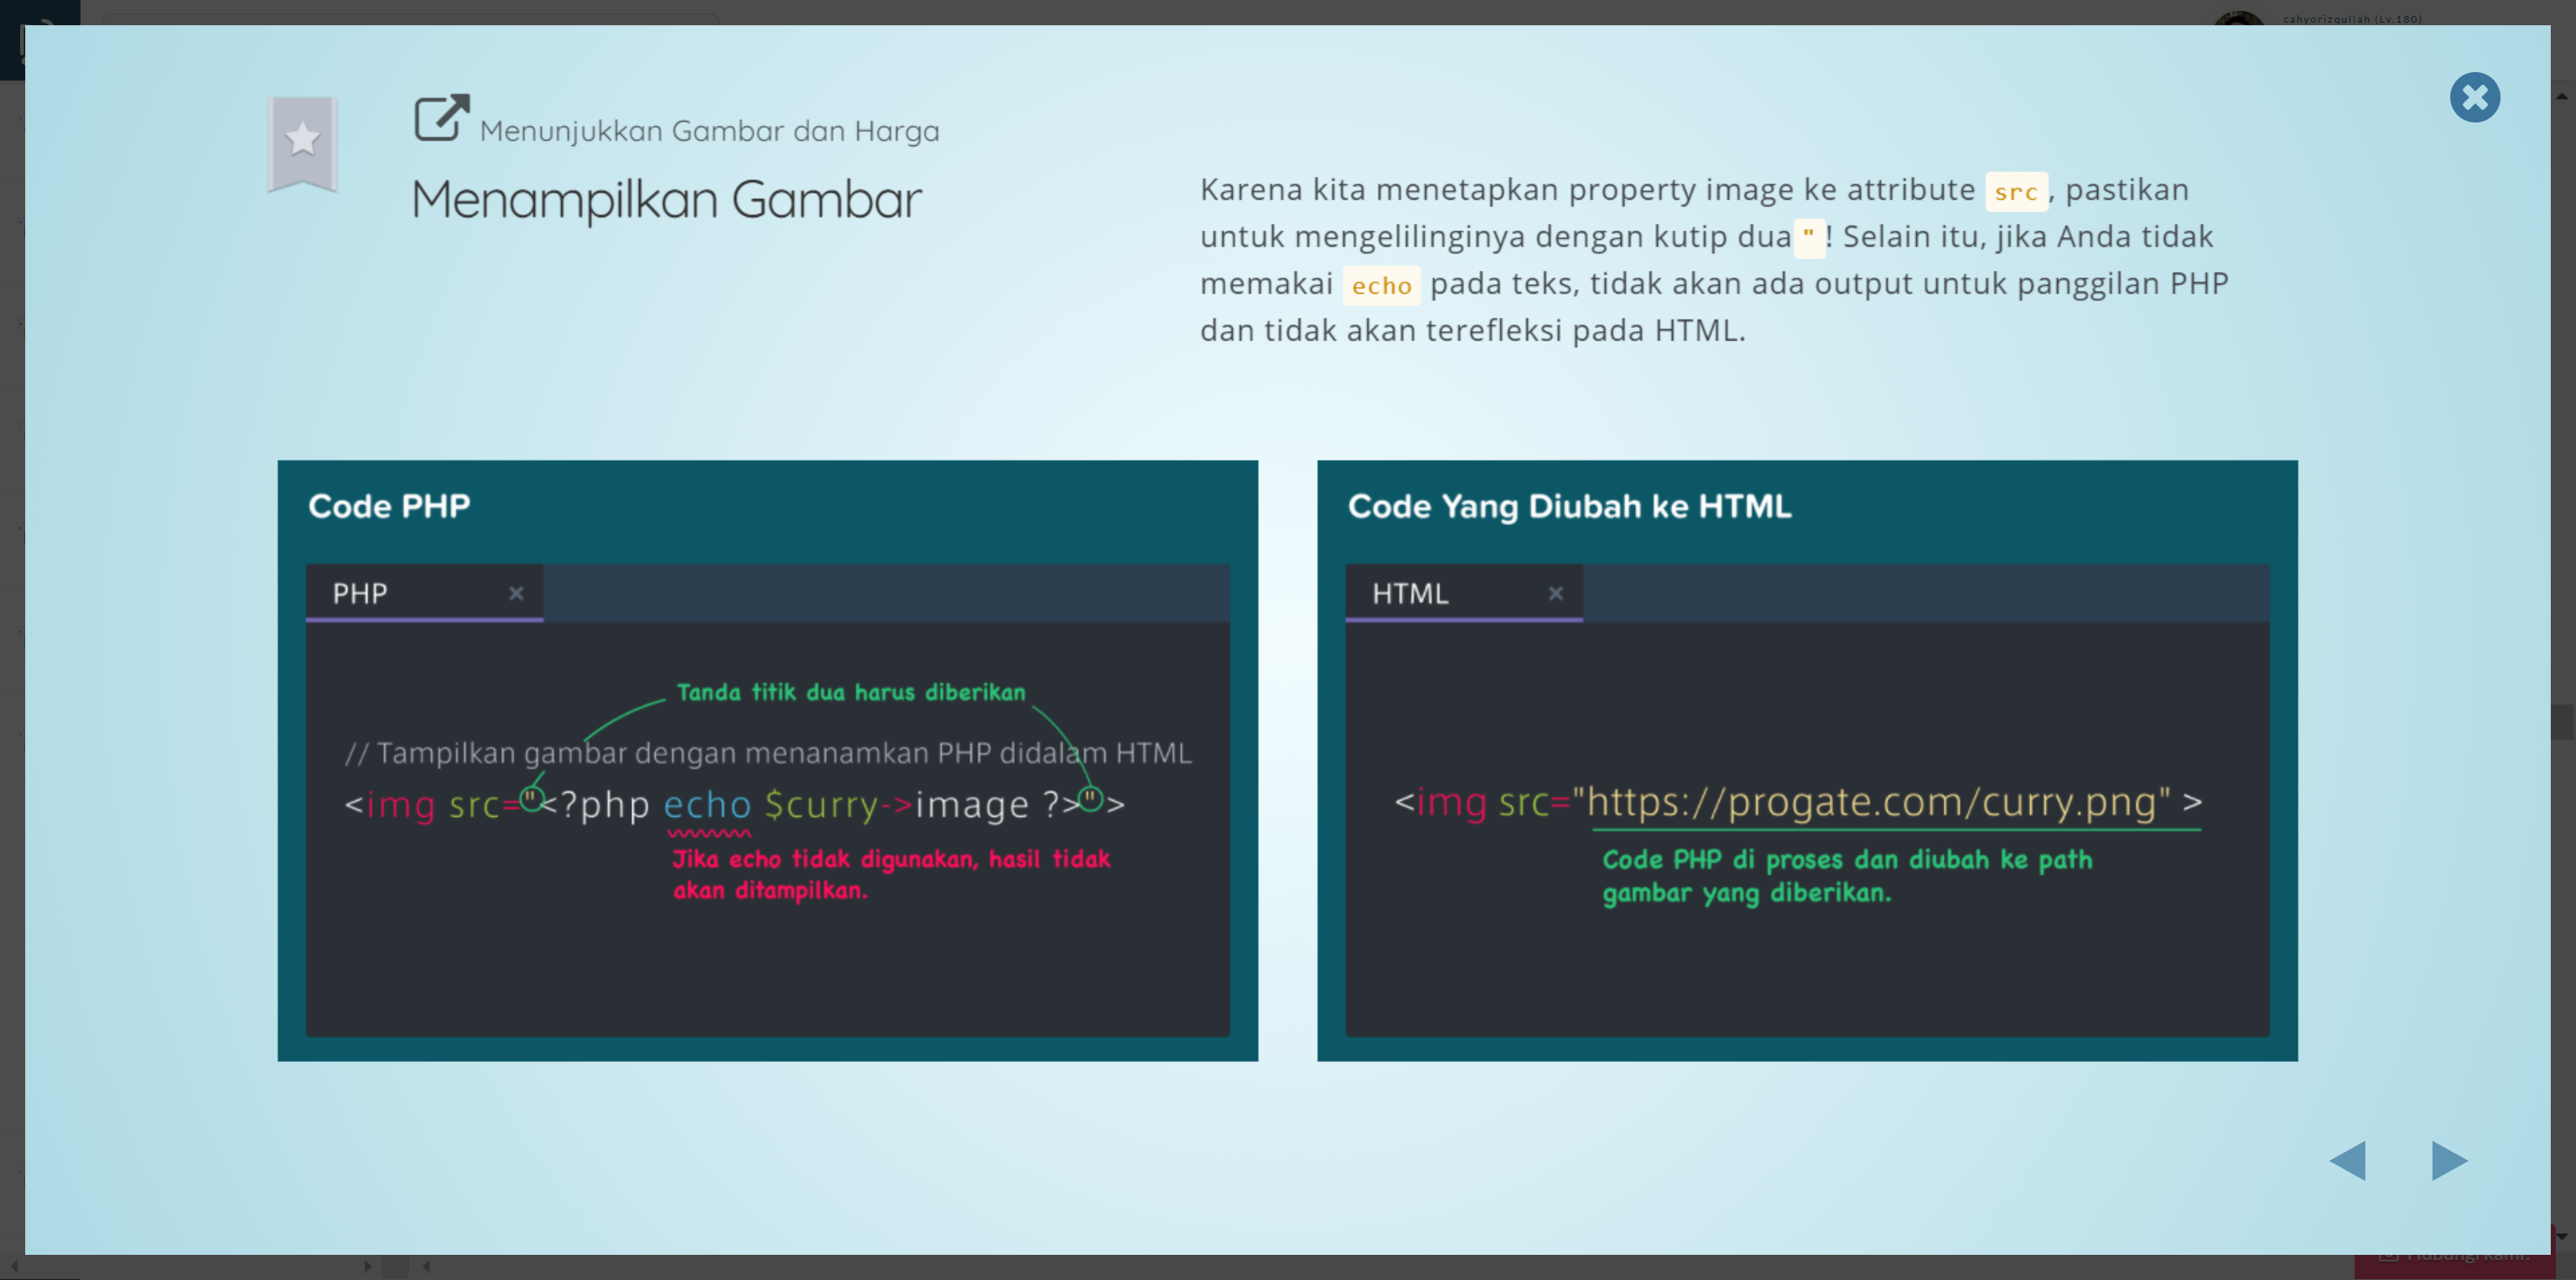 cahyorizqullah (Lv.180)
Menunjukkan Gambar dan Harga
Menampilkan Gambar
Karena kita menetapkan property image ke attribute src, pastikan
untuk mengelilinginya dengan kutip dua "! Selain itu, jika Anda tidak
memakai echo pada teks, tidak akan ada output untuk panggilan PHP
dan tidak akan terefleksi pada HTML.
Code PHP
PHP
Tanda titik dua harus diberikan
// Tampilkan gambar dengan menanamkan PHP didalam HTML
<img src="<?php echo $curry->image ?>">
Jika echo tidak digunakan, hasil tidak
akan ditampilkan.
Code Yang Diubah ke HTML
HTML
<img src="https://progate.com/curry.png" >
Code PHP di proses dan diubah ke path
gambar yang diberikan.